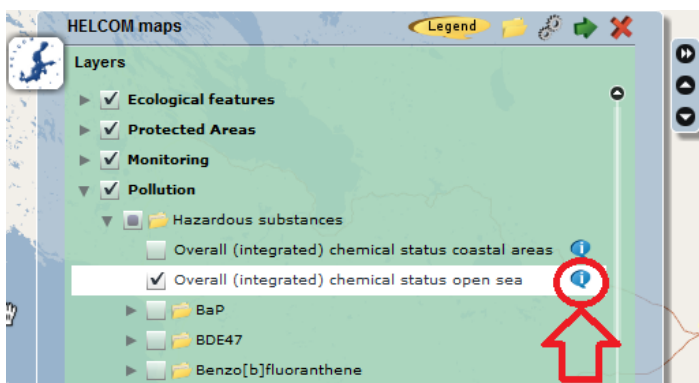 HELCOM maps
Legend
Layers
Ecological features
Protected Areas
Monitoring
Pollution
Hazardous substances
Overall (integrated) chemical status coastal areas
Overall (integrated) chemical status open sea
BaP
BDE47
Benzo[b]fluoranthene